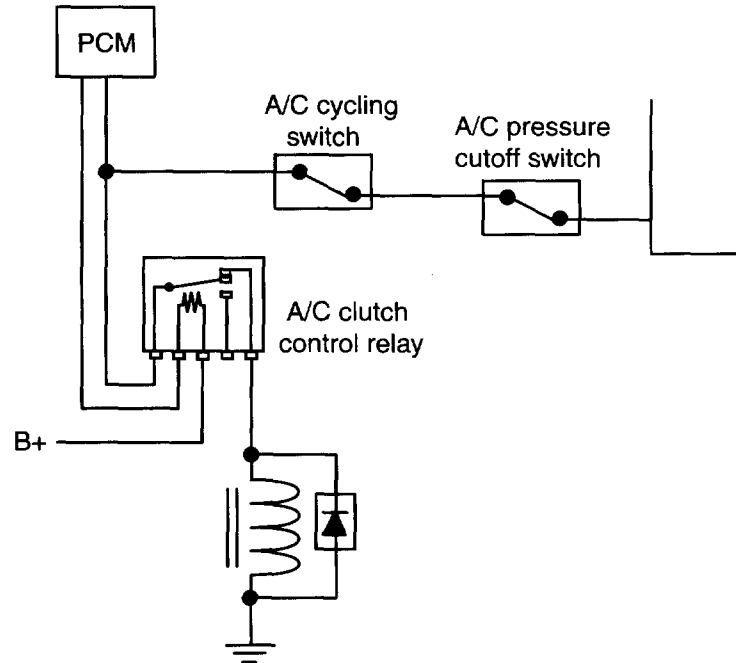 PCM
A/C cycling
switch
A/C pressure
cutoff switch
A/C clutch
control relay
B+